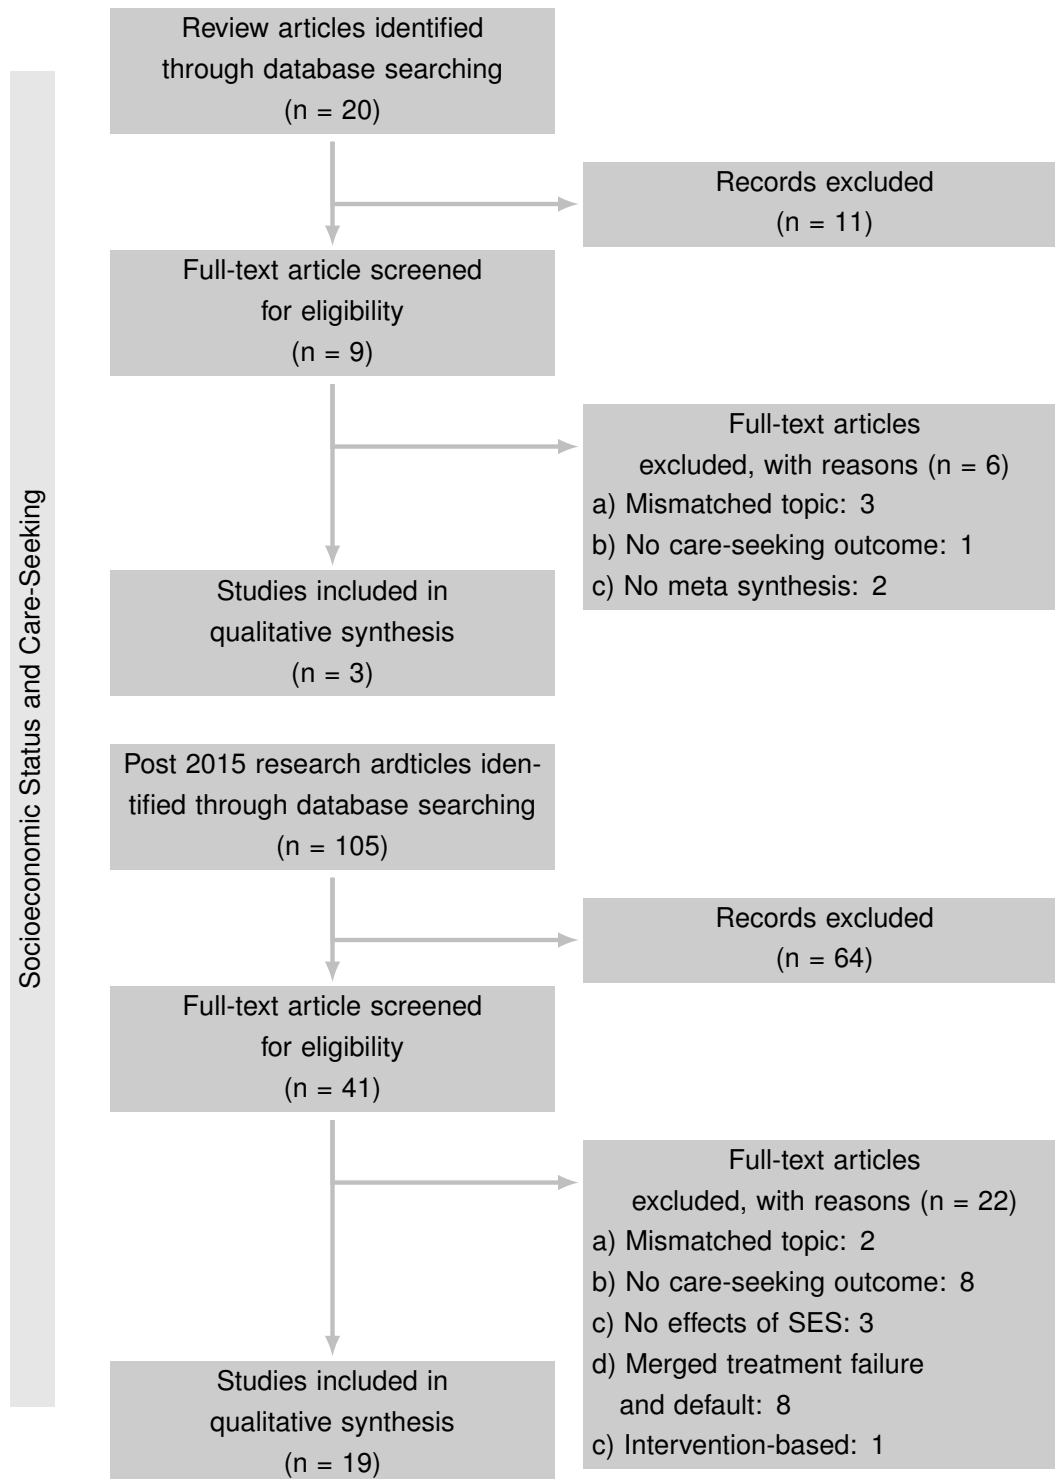 Socioeconomic Status and Care-Seeking
Review articles identified
through database searching
(n = 20)
Records excluded
(n = 11)
Full-text article screened
for eligibility
(n = 9)
Full-text articles
excluded, with reasons (n = 6)
a) Mismatched topic: 3
b) No care-seeking outcome: 1
c) No meta synthesis: 2
Studies included in
qualitative synthesis
(n = 3)
Post 2015 research ardticles iden-
tified through database searching
(n = 105)
Records excluded
(n = 64)
Full-text article screened
for eligibility
(n = 41)
Full-text articles
excluded, with reasons (n = 22)
a) Mismatched topic: 2
b) No care-seeking outcome: 8
c) No effects of SES: 3
d) Merged treatment failure
and default: 8
c) Intervention-based: 1
Studies included in
qualitative synthesis
(n = 19)